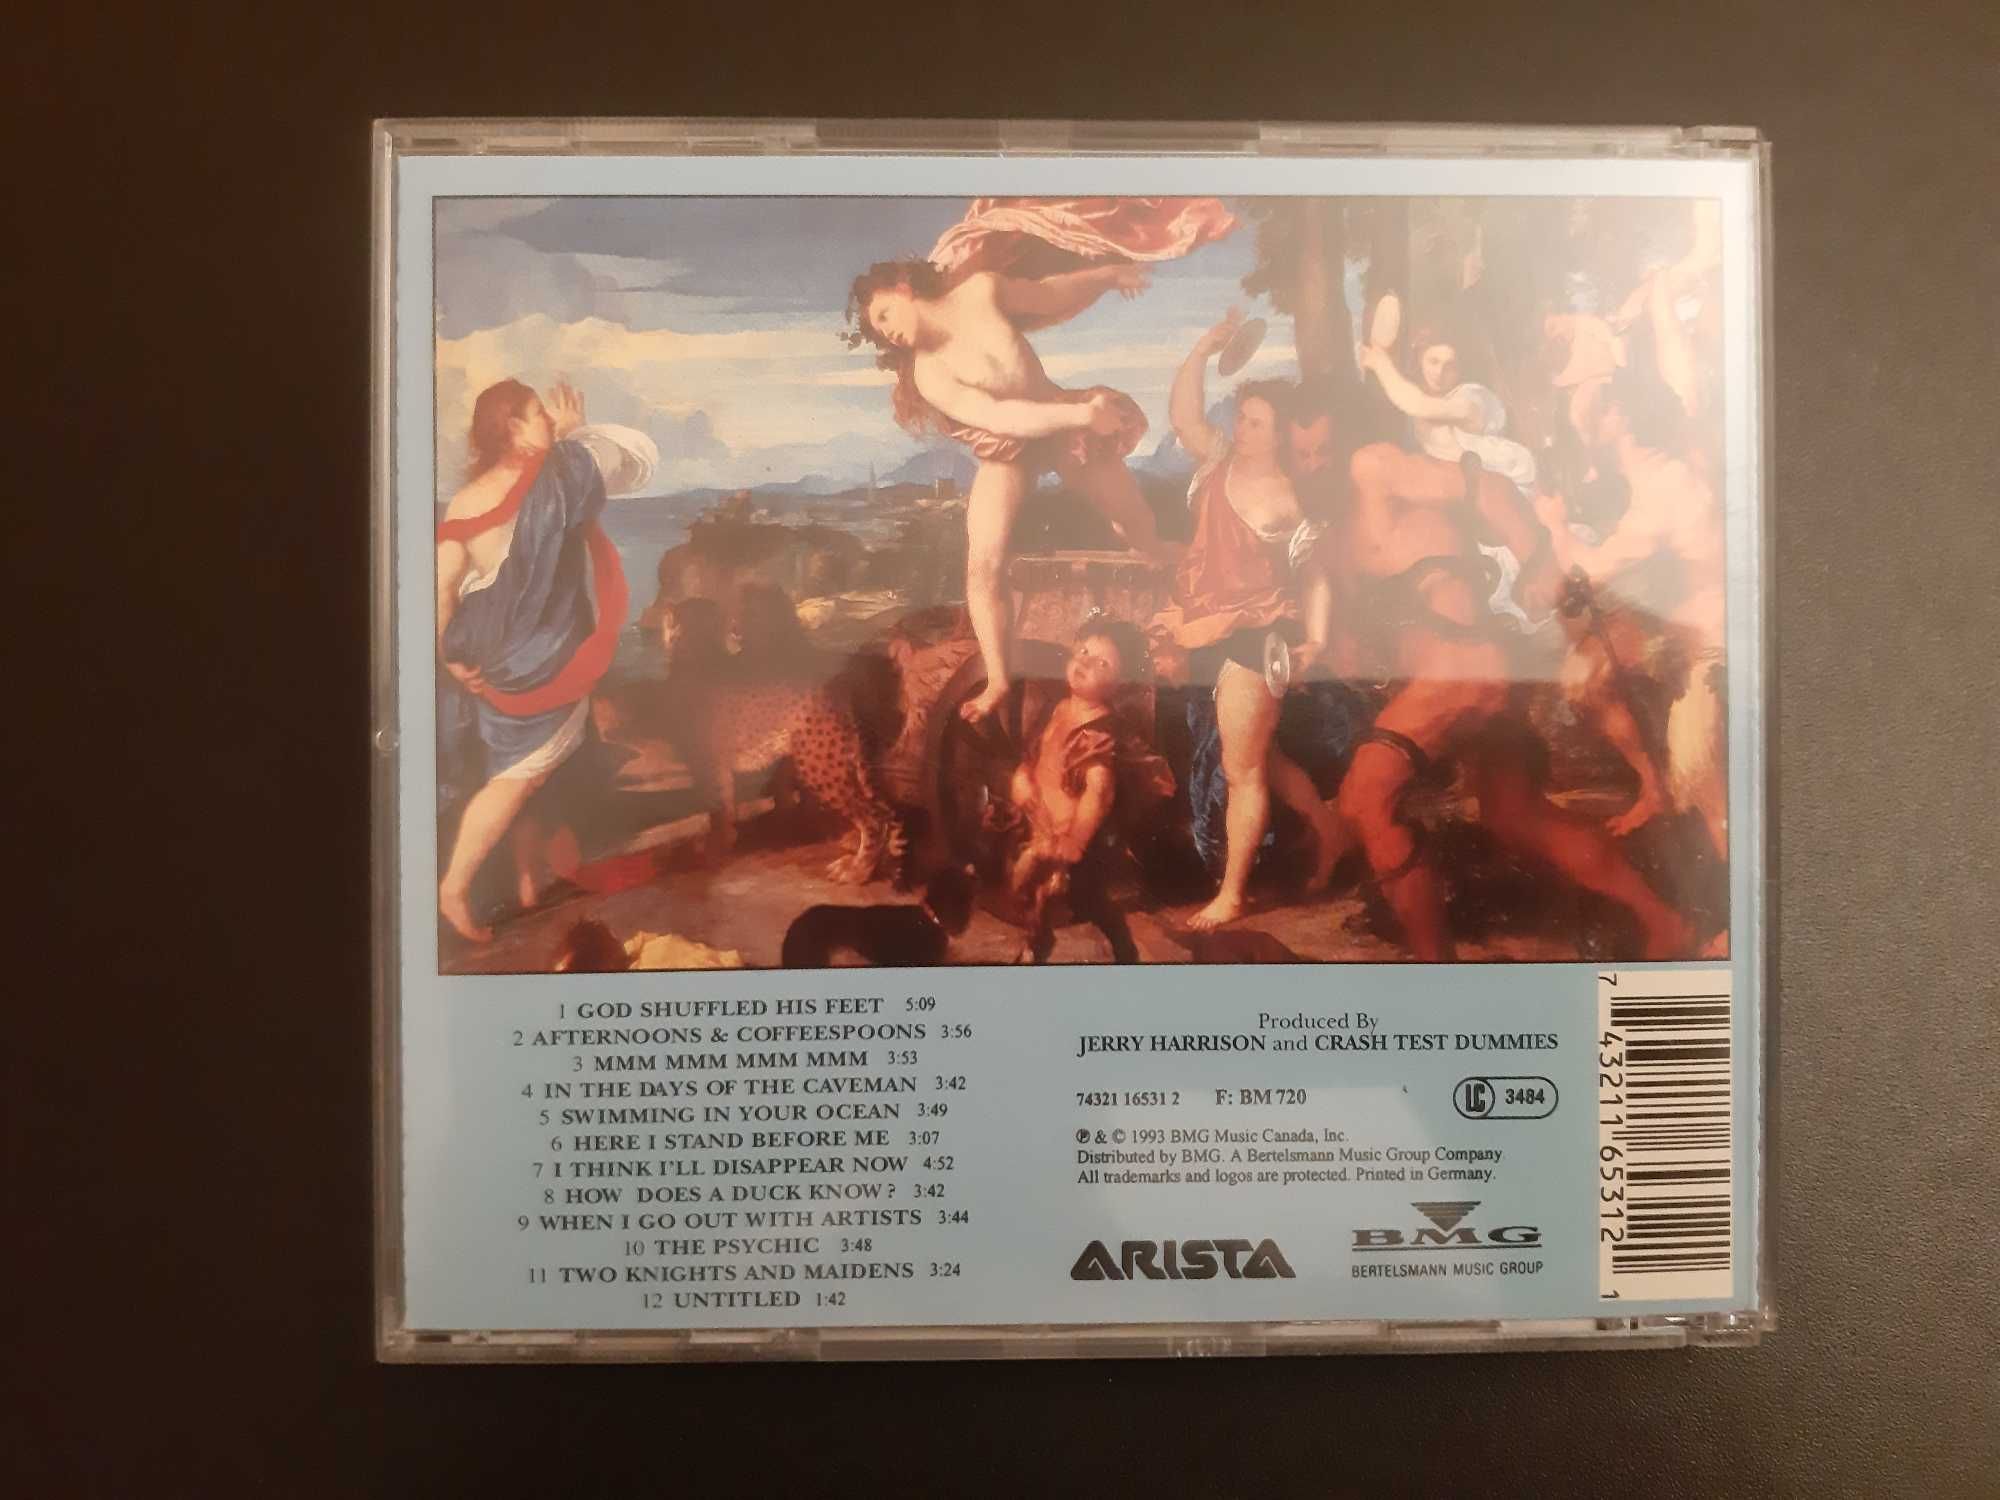 1 GOD SHUFFLED HIS FEET 5:09
2 AFTERNOONS & COFFEESPOONS 3:56
3 MMM MMM MMM MMM 3:53
4 IN THE DAYS OF THE CAVEMAN 3:42
5 SWIMMING IN YOUR OCEAN 3:49
6 HERE I STAND BEFORE ME 3:07
7 I THINK I'LL DISAPPEAR NOW 4:52
8 HOW DOES A DUCK KNOW? 3:42
9 WHEN I GO OUT WITH ARTISTS 3:44
10 THE PSYCHIC 3:48
11 TWO KNIGHTS AND MAIDENS 3:24
12 UNTITLED 1:42
Produced By
JERRY HARRISON and CRASH TEST DUMMIES
74321 16531 2 F: BM 720
LC 3484
℗ & © 1993 BMG Music Canada, Inc.
Distributed by BMG. A Bertelsmann Music Group Company
All trademarks and logos are protected. Printed in Germany.
ARISTA
BMG
BERTELSMANN MUSIC GROUP
7 43211 65312 1